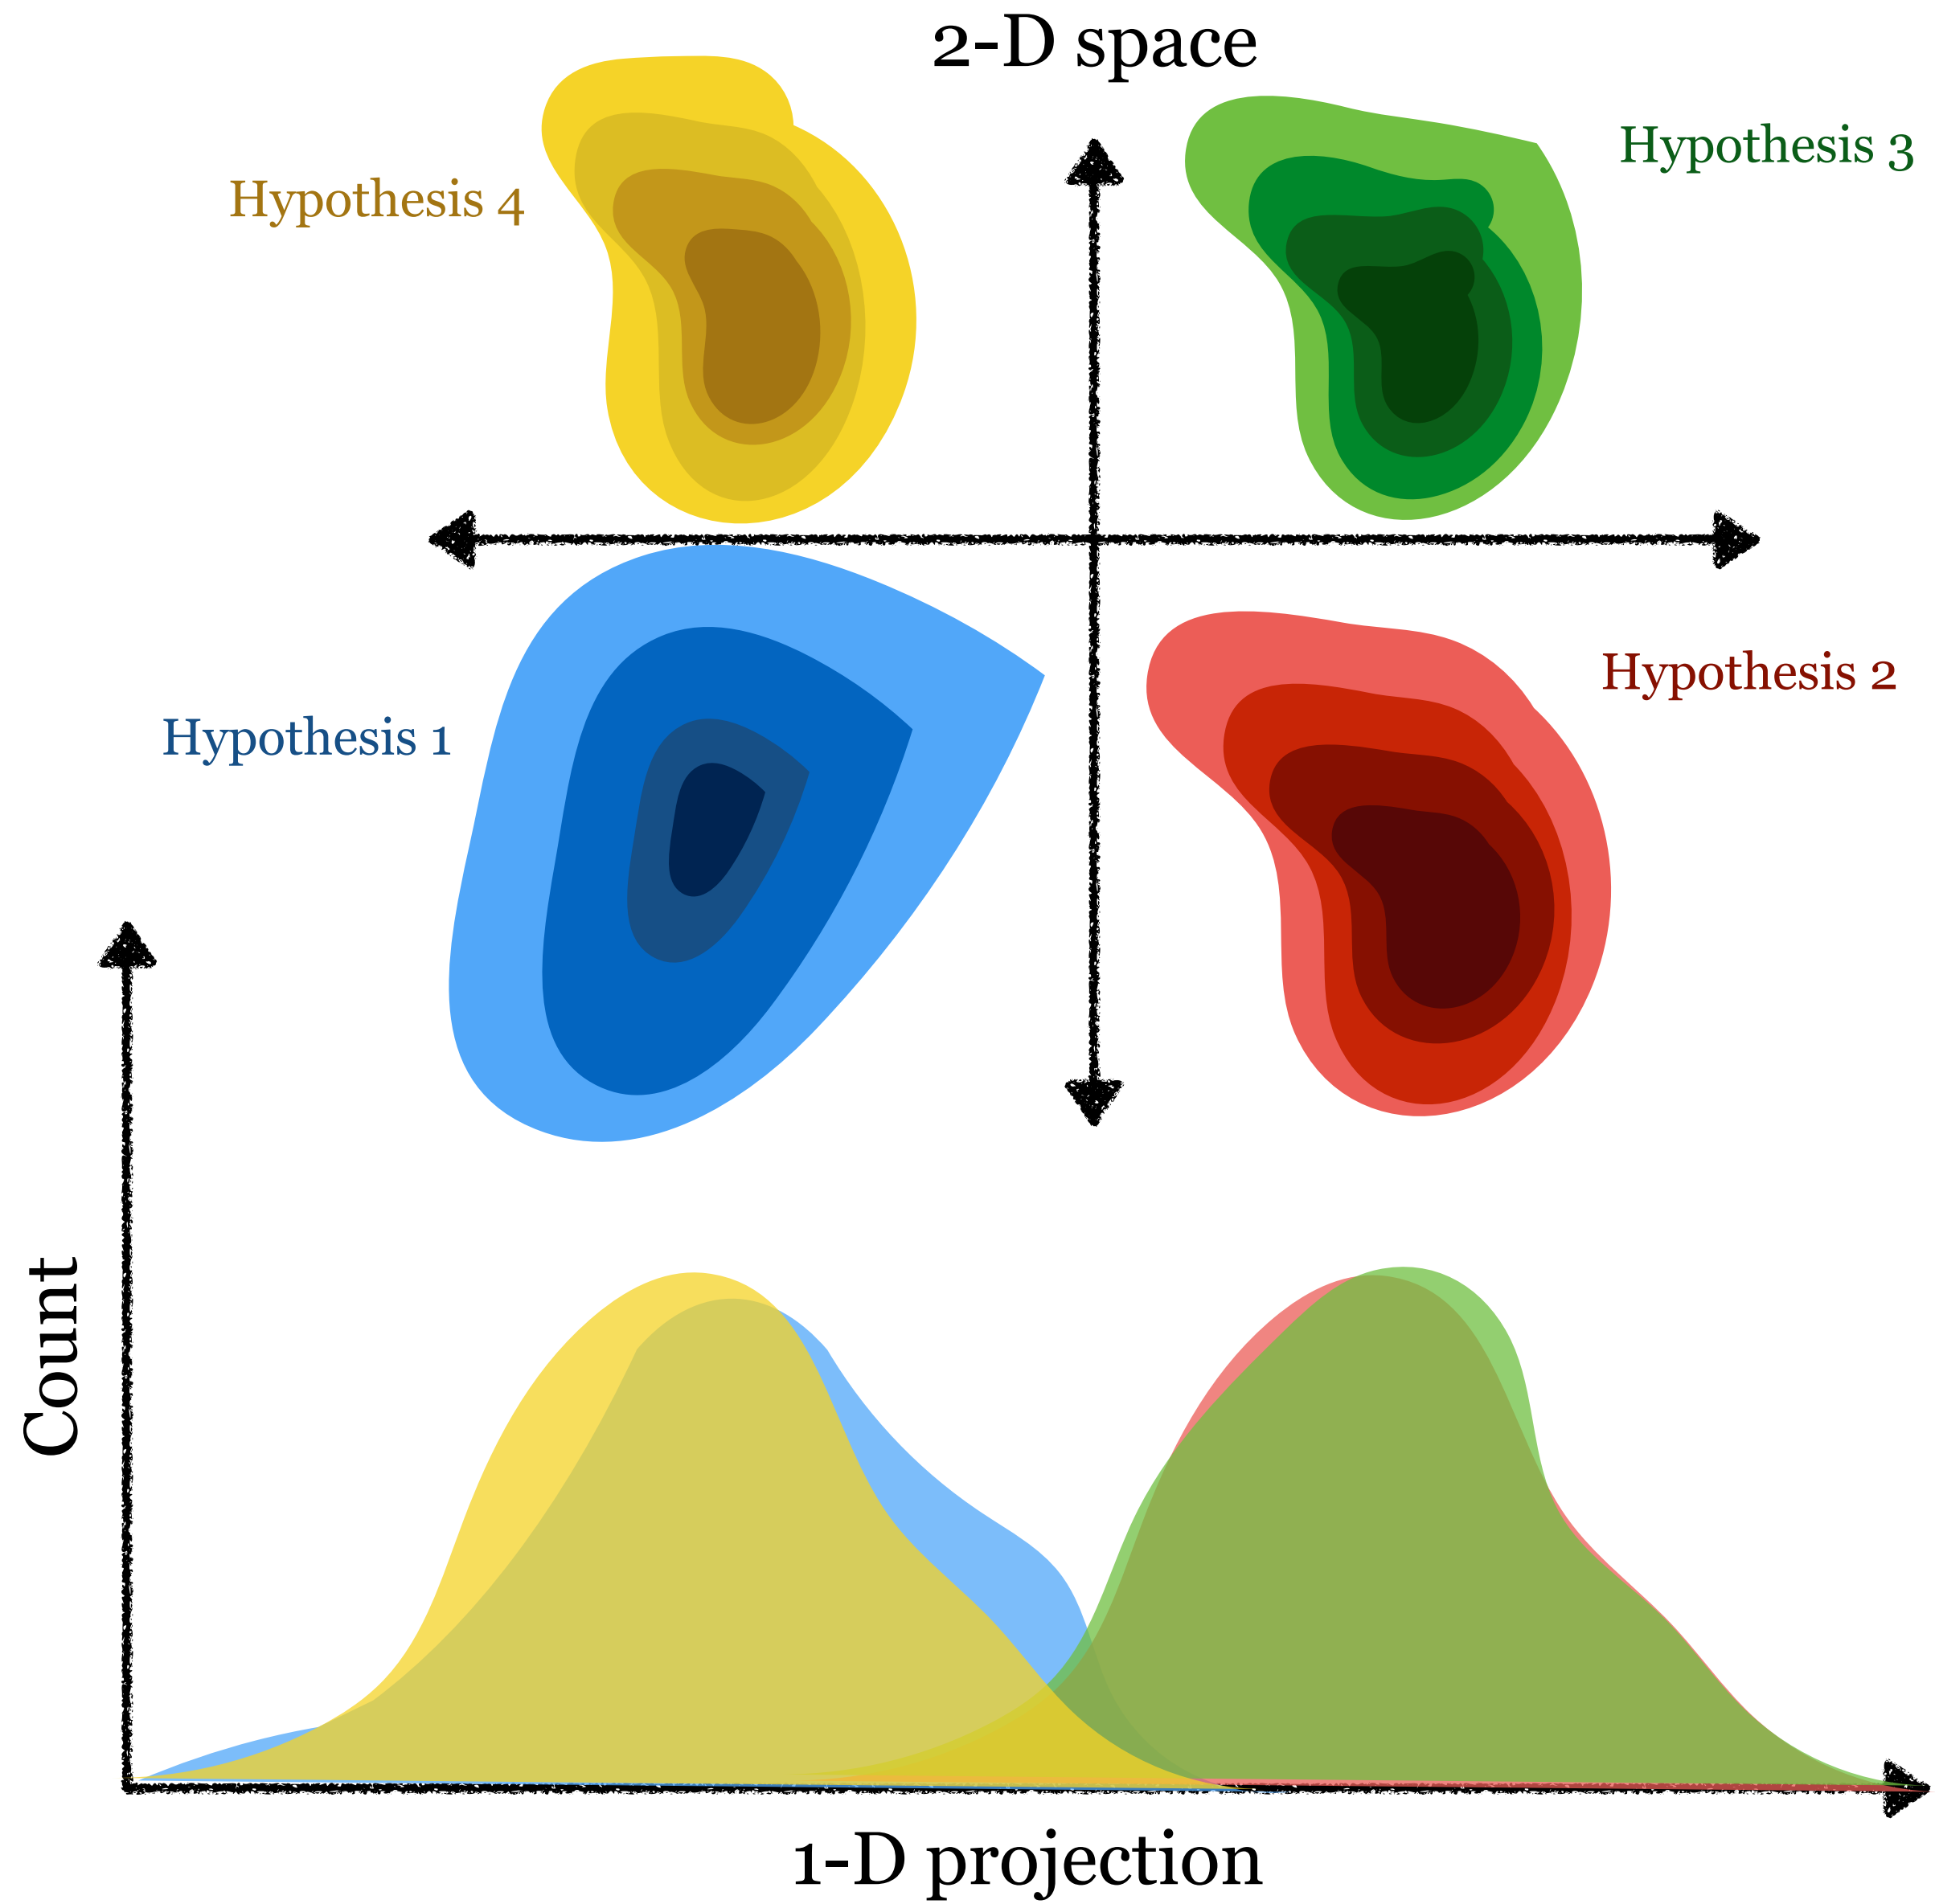 2-D space
Hypothesis 3
Hypothesis 4
Hypothesis 2
Hypothesis 1
Count
1-D projection